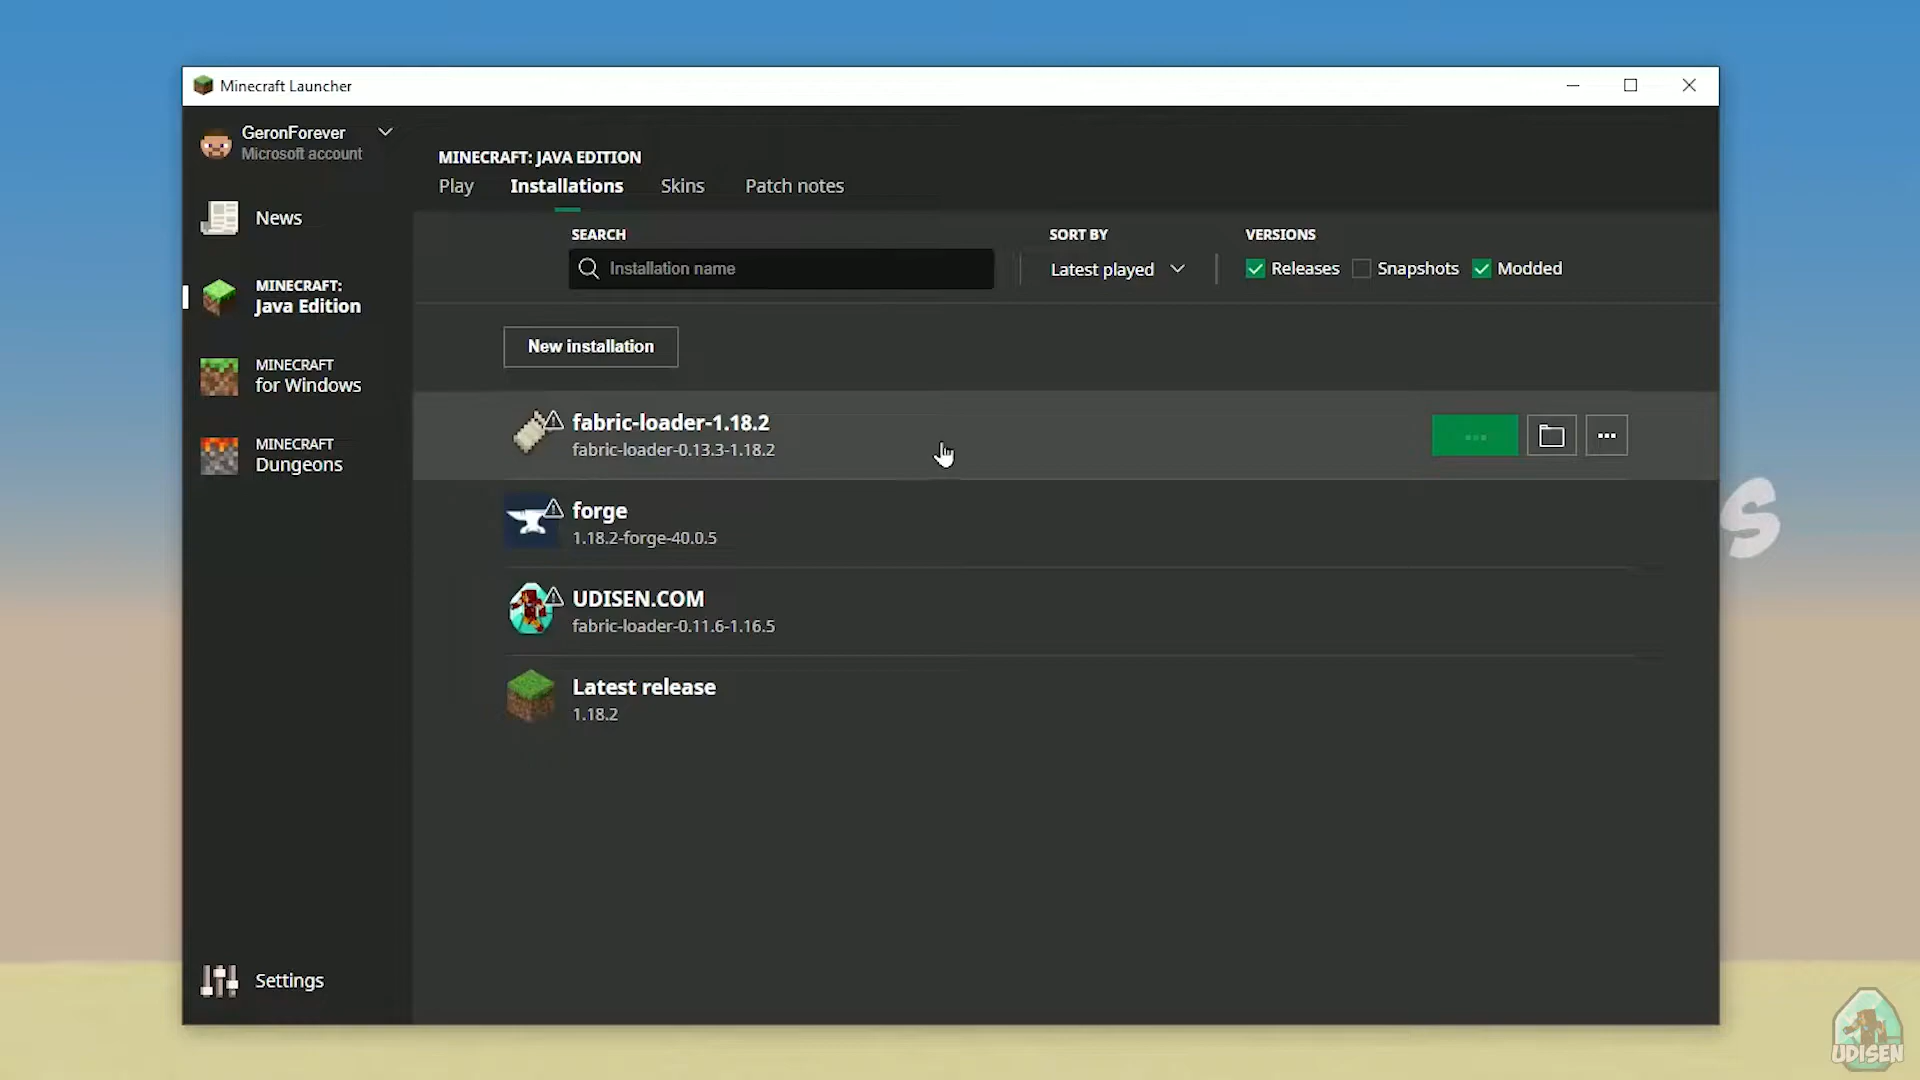 Minecraft Launcher
GeronForever
Microsoft account
News
MINECRAFT:
Java Edition
MINECRAFT
for Windows
MINECRAFT
Dungeons
Settings
MINECRAFT: JAVA EDITION
Play Installations Skins Patch notes
SEARCH SORT BY VERSIONS
Installation name Latest played Releases Snapshots Modded
New installation
fabric-loader-1.18.2
fabric-loader-0.13.3-1.18.2
forge
1.18.2-forge-40.0.5
UDISEN.COM
fabric-loader-0.11.6-1.16.5
Latest release
1.18.2
S
UDISEN